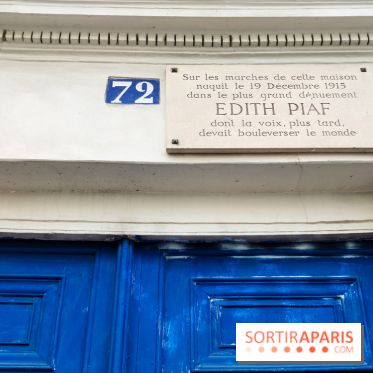 72
Sur les marches de cette maison
naquit le 19 Décembre 1915
dans le plus grand dénuement
EDITH PIAF
dont la voix, plus tard,
devait bouleverser le monde
SORTIRAPARIS
.COM